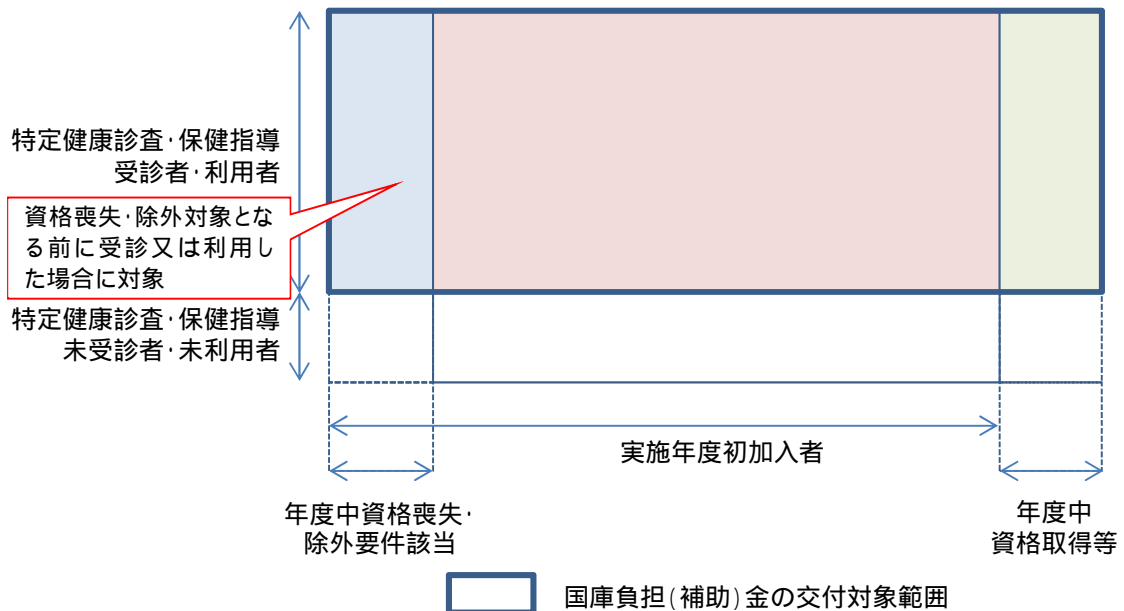 特定健康診査・保健指導
受診者・利用者
資格喪失・除外対象とな
る前に受診又は利用し
た場合に対象
特定健康診査・保健指導
未受診者・未利用者
実施年度初加入者
年度中資格喪失・
除外要件該当
年度中
資格取得等
国庫負担(補助)金の交付対象範囲